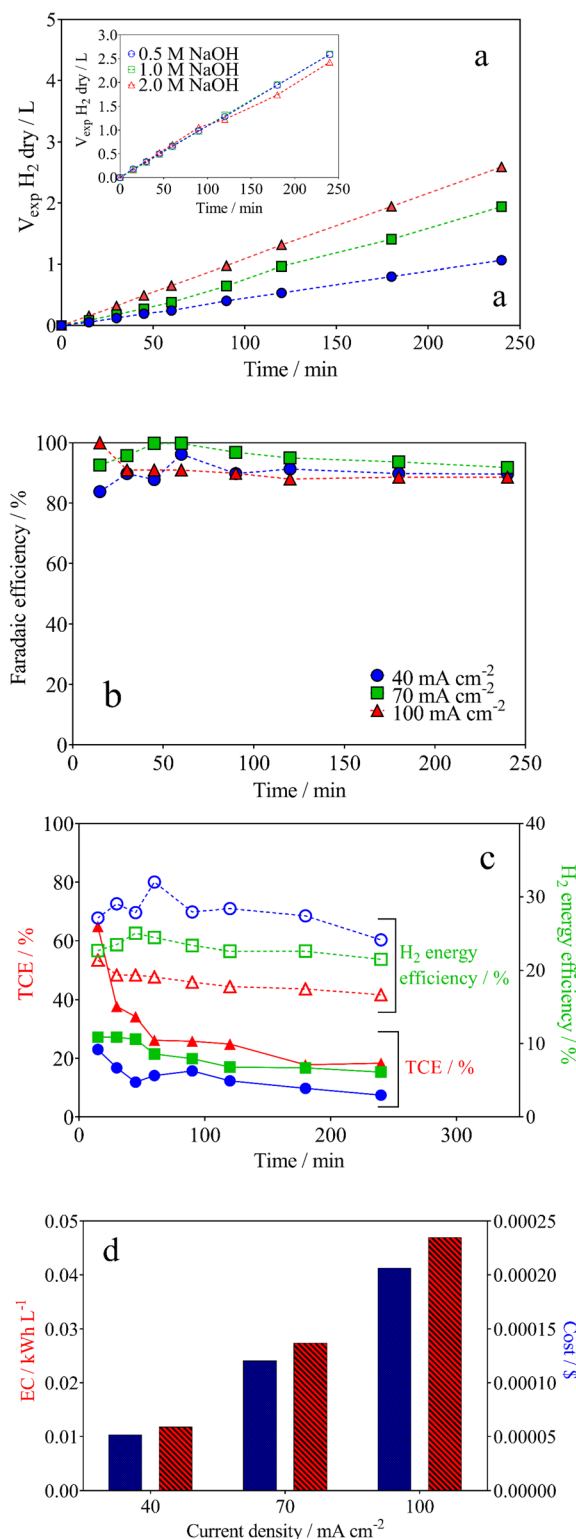 a
V_exp H₂ dry / L
5
4
3
2
1
0
0 50 100 150 200 250
Time / min
a
V_exp H₂ dry / L
3.0
2.5
2.0
1.5
1.0
0.5
0.0
0.5 M NaOH
1.0 M NaOH
2.0 M NaOH
0 50 100 150 200 250
Time / min
Faradaic efficiency / %
100
80
60
40
20
0
b
40 mA cm⁻²
70 mA cm⁻²
100 mA cm⁻²
0 50 100 150 200 250
Time / min
TCE / %
100
80
60
40
20
0
c
H₂ energy
efficiency / %
TCE / %
40
30
20
10
0
H₂ energy efficiency / %
0 100 200 300
Time / min
EC / kWh L⁻¹
0.05
0.04
0.03
0.02
0.01
0.00
d
0.00025
0.00020
0.00015
0.00010
0.00005
0.00000
Cost / $
40 70 100
Current density / mA cm⁻²